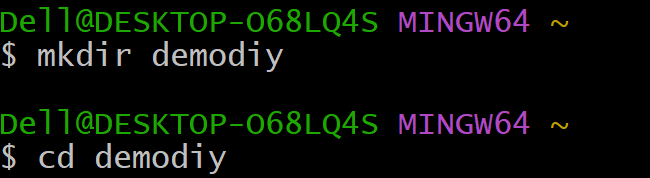 Dell@DESKTOP-O68LQ4S MINGW64 ~
$ mkdir demodiy
Dell@DESKTOP-O68LQ4S MINGW64 ~
$ cd demodiy